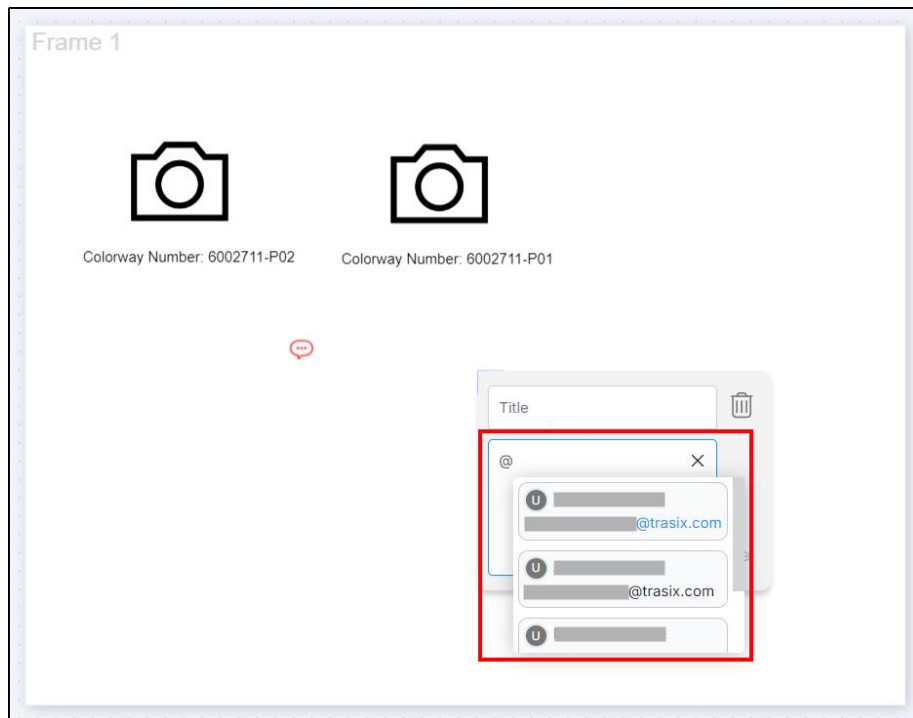 Frame 1
Colorway Number: 6002711-P02
Colorway Number: 6002711-P01
Title
@
U
@trasix.com
U
@trasix.com
U